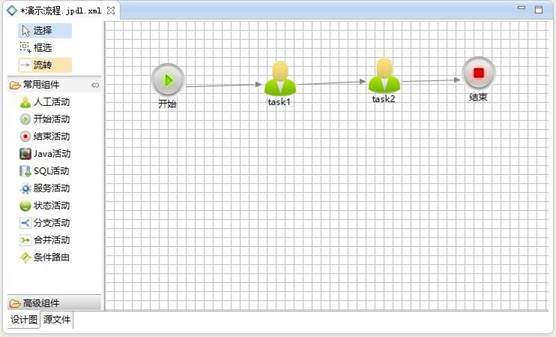 *演示流程.jpdl.xml
选择
框选
流转
常用组件
人工活动
开始活动
结束活动
Java活动
SQL活动
服务活动
状态活动
分支活动
合并活动
条件路由
高级组件
开始
task1
task2
结束
设计图 源文件